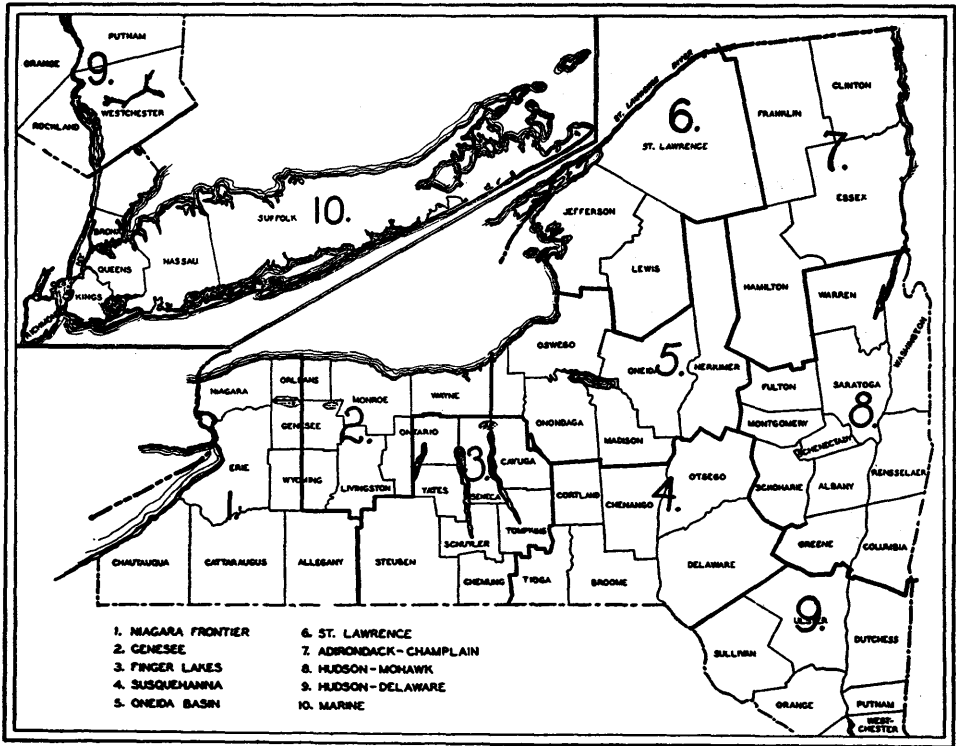 PUTNAM
ORANGE
9.
WESTCHESTER
ROCKLAND
SUFFOLK
10.
BRONX
NASSAU
QUEENS
KINGS
RICHMOND
ST. LAWRENCE RIVER
6.
ST. LAWRENCE
FRANKLIN
CLINTON
7.
ESSEX
JEFFERSON
LEWIS
HAMILTON
WARREN
WASHINGTON
OSWEGO
ONEIDA
5.
HERKIMER
FULTON
SARATOGA
8.
NIAGARA
ORLEANS
MONROE
WAYNE
GENESEE
2.
ONTARIO
ONONDAGA
MADISON
MONTGOMERY
SCHENECTADY
ERIE
1.
WYOMING
LIVINGSTON
YATES
3.
SENECA
CAYUGA
CORTLAND
CHENANGO
4.
OTSEGO
SCHOHARIE
ALBANY
RENSSELAER
SCHUYLER
TOMPKINS
CHAUTAUQUA
CATTARAUGUS
ALLEGANY
STEUBEN
CHEMUNG
TIOGA
BROOME
DELAWARE
GREENE
COLUMBIA
ULSTER
9.
DUTCHESS
SULLIVAN
ORANGE
PUTNAM
WEST-
CHESTER
1. NIAGARA FRONTIER
2. GENESEE
3. FINGER LAKES
4. SUSQUEHANNA
5. ONEIDA BASIN
6. ST. LAWRENCE
7. ADIRONDACK-CHAMPLAIN
8. HUDSON-MOHAWK
9. HUDSON-DELAWARE
10. MARINE